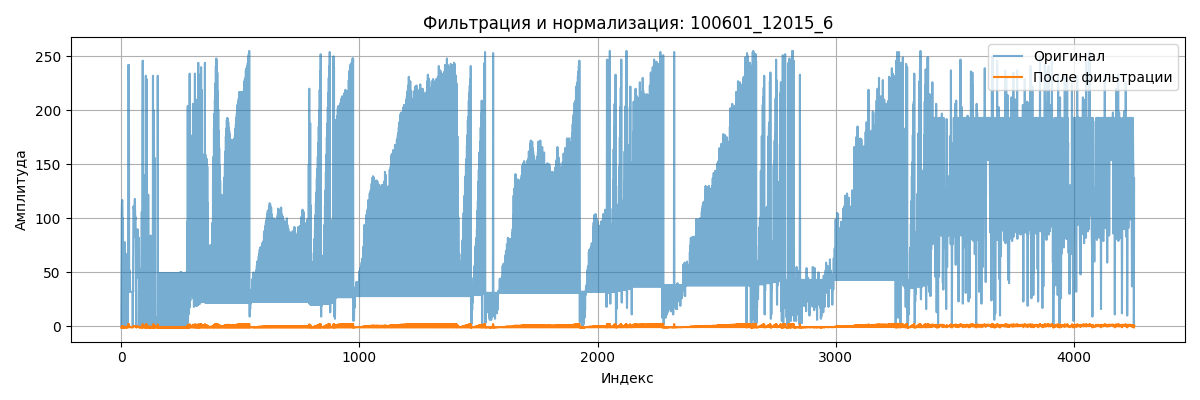 Фильтрация и нормализация: 100601_12015_6
Амплитуда
250
200
150
100
50
0
Оригинал
После фильтрации
0 1000 2000 3000 4000
Индекс